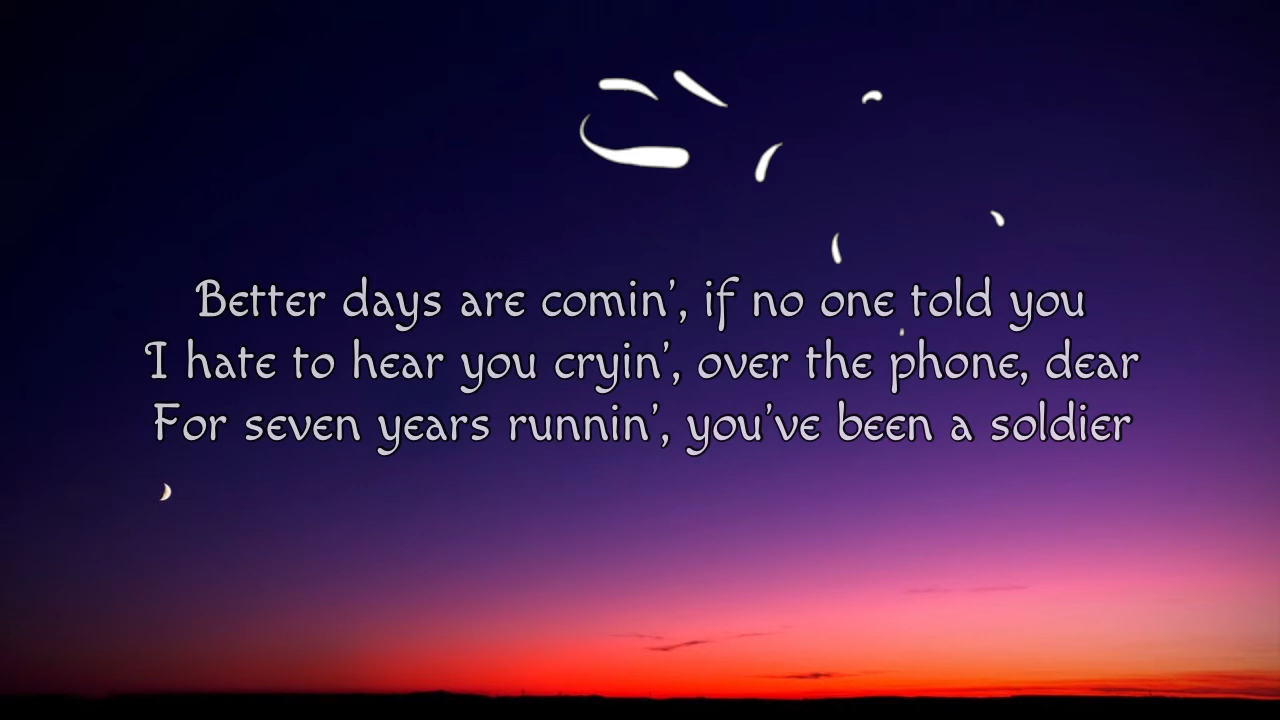 Better days are comin', if no one told you
I hate to hear you cryin', over the phone, dear
For seven years runnin', you've been a soldier